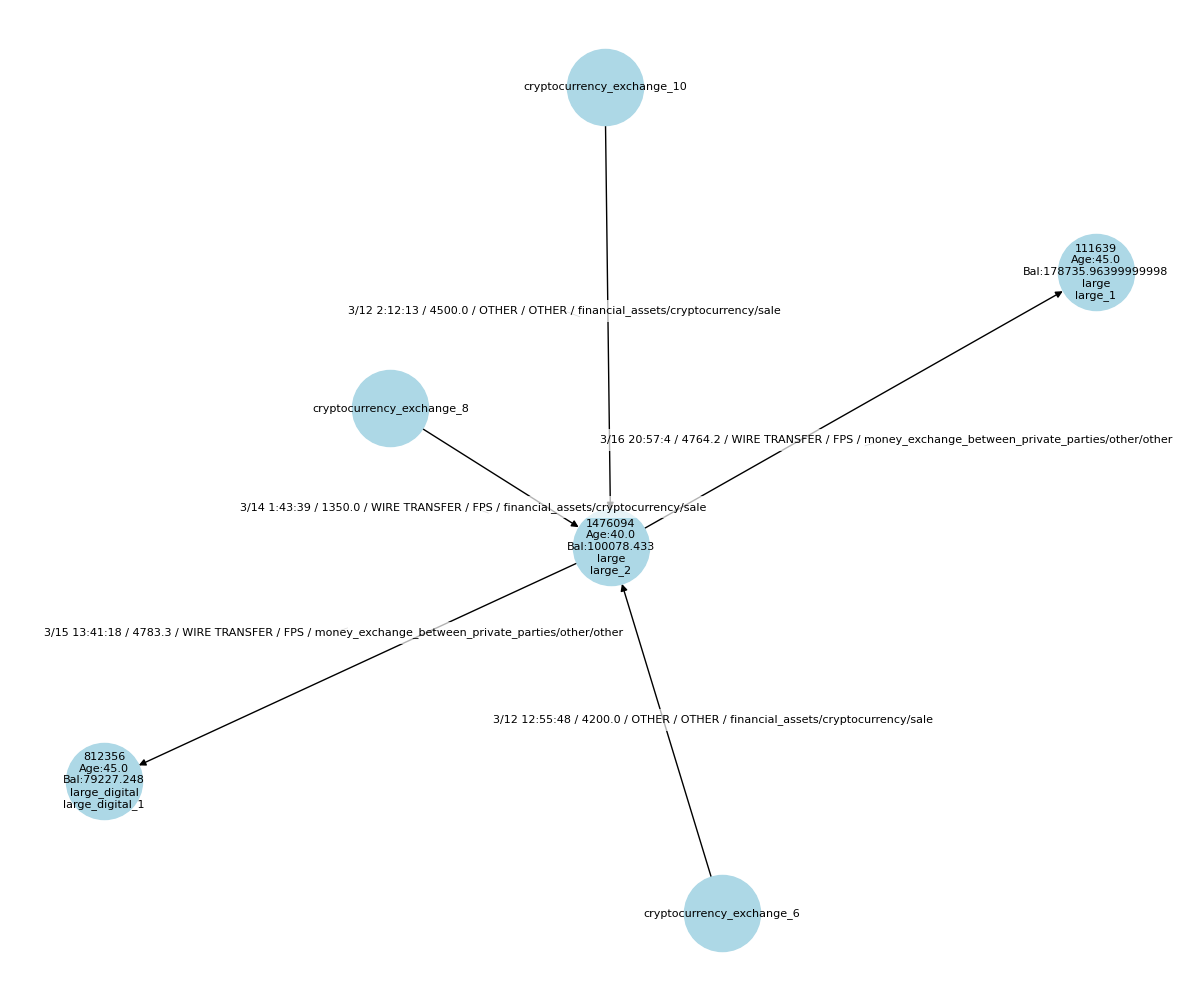 cryptocurrency_exchange_10
111639
Age:45.0
Bal:178735.96399999998
large
large_1
3/12 2:12:13 / 4500.0 / OTHER / OTHER / financial_assets/cryptocurrency/sale
cryptocurrency_exchange_8
3/16 20:57:4 / 4764.2 / WIRE TRANSFER / FPS / money_exchange_between_private_parties/other/other
3/14 1:43:39 / 1350.0 / WIRE TRANSFER / FPS / financial_assets/cryptocurrency/sale
1476094
Age:40.0
Bal:100078.433
large
large_2
3/15 13:41:18 / 4783.3 / WIRE TRANSFER / FPS / money_exchange_between_private_parties/other/other
3/12 12:55:48 / 4200.0 / OTHER / OTHER / financial_assets/cryptocurrency/sale
812356
Age:45.0
Bal:79227.248
large_digital
large_digital_1
cryptocurrency_exchange_6